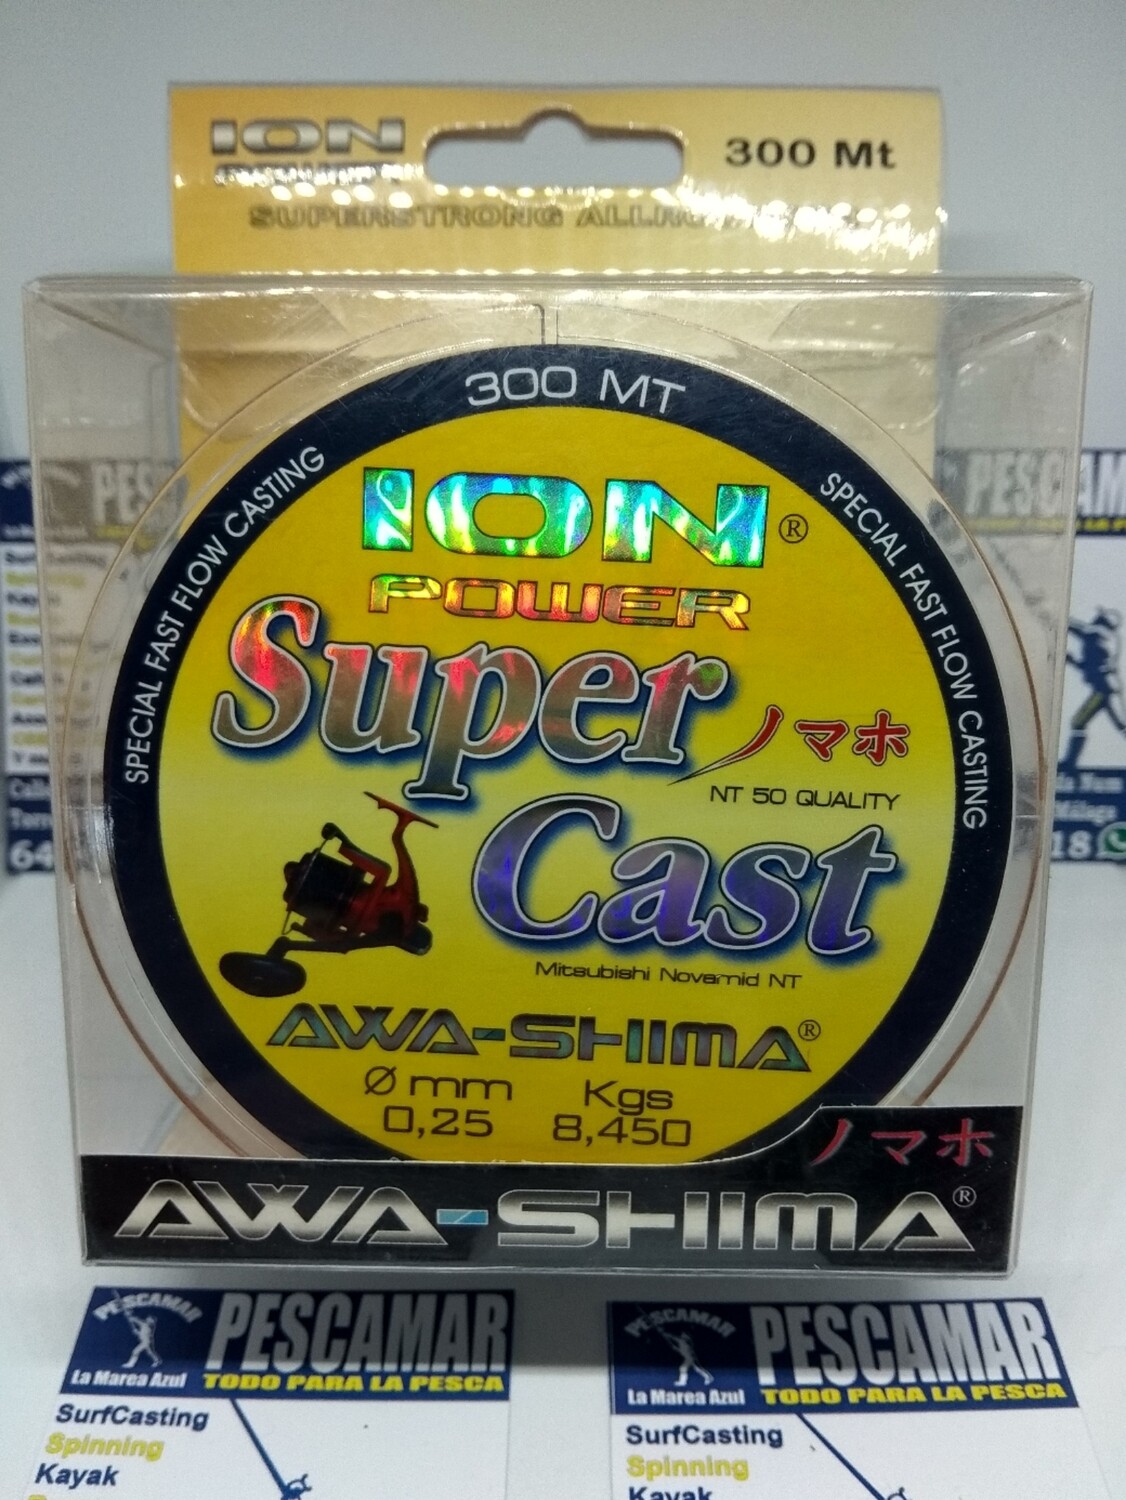 ION
300 Mt
SUPERSTRONG
300 MT
SPECIAL FAST FLOW CASTING
SPECIAL FAST FLOW CASTING
ION®
POWER
Super
ノマホ
NT 50 QUALITY
Cast
Mitsubishi Novamid NT
AWA-SHIMA®
Ø mm Kgs
0,25 8,450
ノマホ
AWA-SHIMA®
PESCAMAR
La Marea Azul
PESCAMAR
TODO PARA LA PESCA
SurfCasting
Spinning
Kayak
PESCAMAR
La Marea Azul
PESCAMAR
TODO PARA LA PESCA
SurfCasting
Spinning
Kayak